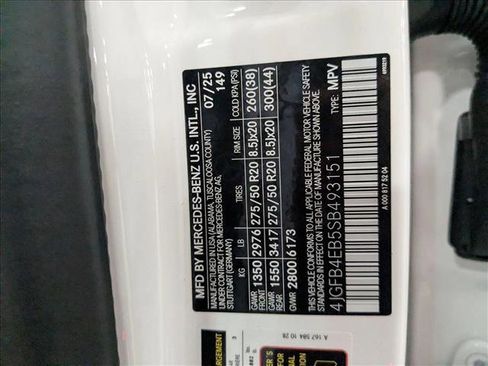 MFD BY MERCEDES-BENZ U.S. INTL., INC
MANUFACTURED IN USA (ALABAMA, TUSCALOOSA COUNTY)
UNDER CONTRACT FOR MERCEDES-BENZ AG,
STUTTGART (GERMANY)
07/25
149
KG LB TIRES RIM SIZE COLD KPA (PSI)
GAWR FRONT 1350 2976 275/50 R20 8.5Jx20 260(38)
GAWR 1550 3417 275/50 R20 8.5Jx20 300(44)
GVWR 2800 6173
THIS VEHICLE CONFORMS TO ALL APPLICABLE FEDERAL MOTOR VEHICLE SAFETY
STANDARDS IN EFFECT ON THE DATE OF MANUFACTURE SHOWN ABOVE.
4JGFB4EB5SB493151
TYPE: MPV
A 000 817 52 04
A 167 584 10 28